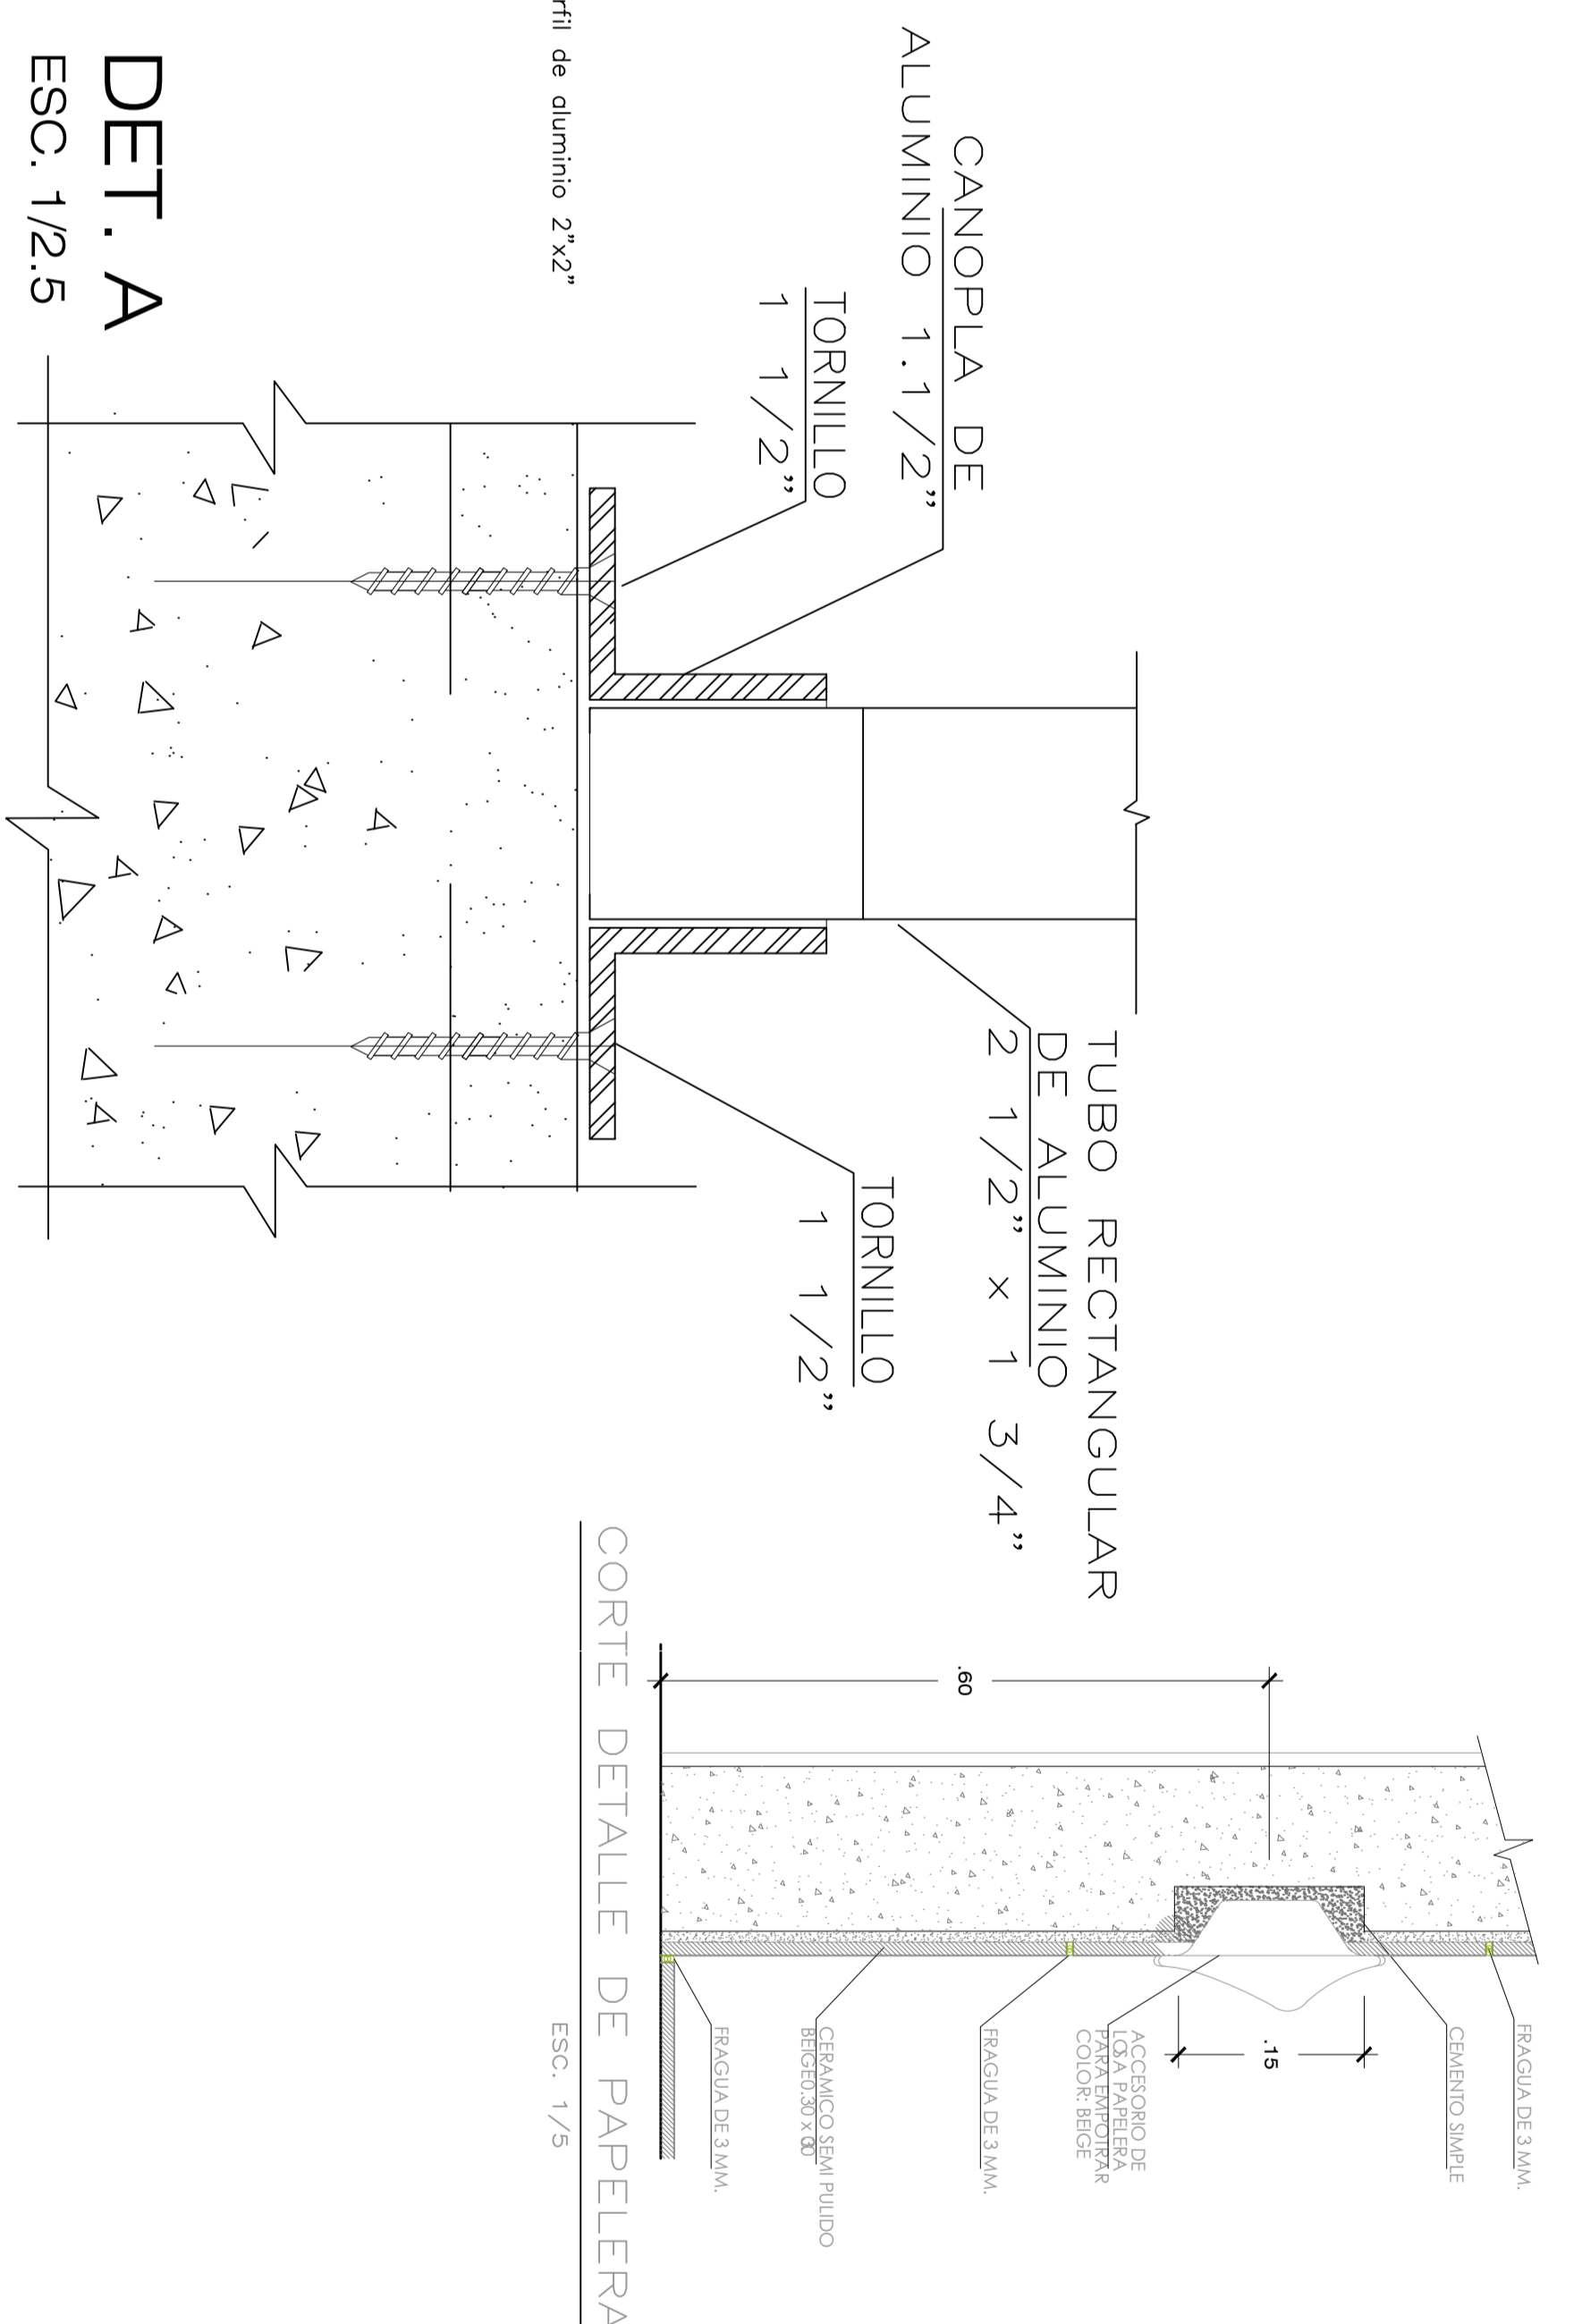 CANOPLA DE
ALUMINIO 1.1/2"
TORNILLO
1 1/2"
rfil de aluminio 2"x2"
DET. A
ESC. 1/2.5
TUBO RECTANGULAR
DE ALUMINIO
2 1/2" x 1 3/4"
TORNILLO
1 1/2"
.60
.15
FRAGUA DE 3 MM.
CEMENTO SIMPLE
ACCESORIO DE
LOSA PAPELERA
PARA EMPOTRAR
COLOR: BEIGE
FRAGUA DE 3 MM.
CERAMICO SEMI PULIDO
BEIGE0.30 x
FRAGUA DE 3 MM.
CORTE DETALLE DE PAPELERA
ESC. 1/5